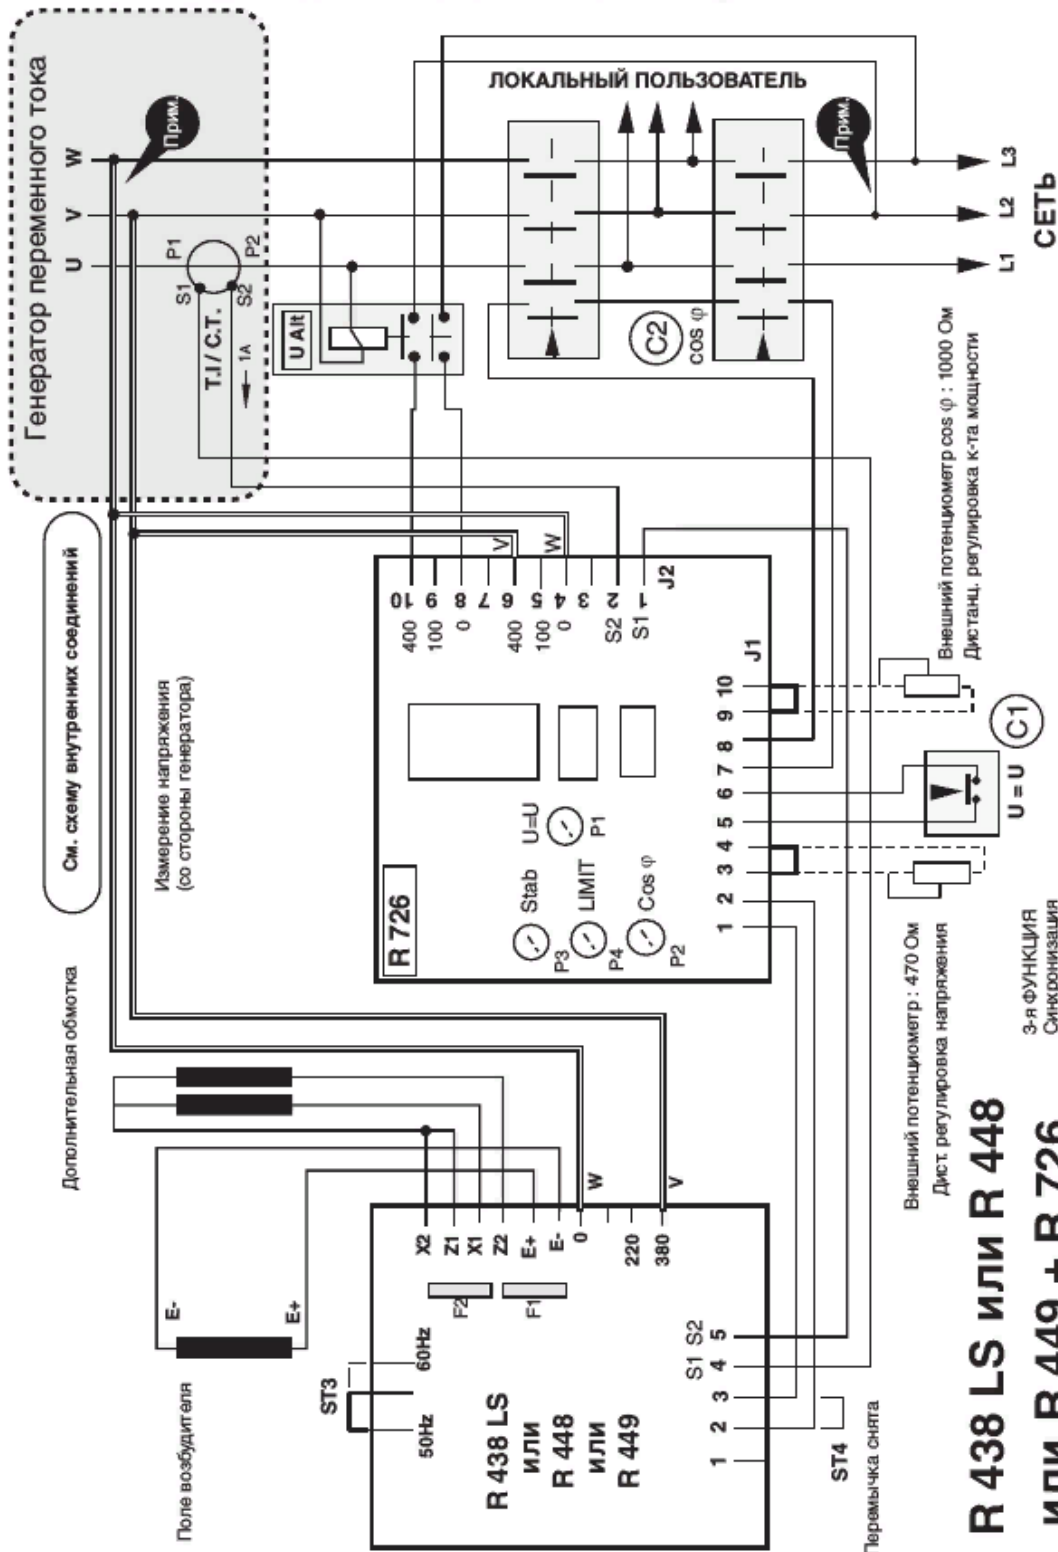 Генератор переменного тока
U
V
W
Прим.
S1
P1
S2
P2
T.I / C.T.
1A
U Alt
ЛОКАЛЬНЫЙ ПОЛЬЗОВАТЕЛЬ
C2
cos φ
Прим.
L1
L2
L3
СЕТЬ
См. схему внутренних соединений
Измерение напряжения
(со стороны генератора)
V
W
10
9
8
7
6
5
4
3
2
1
400
100
0
400
100
0
S2
S1
J2
J1
R 726
Stab
P3
LIMIT
P4
Cos φ
P2
U=U
P1
1
2
3
4
5
6
7
8
9
10
Внешний потенциометр cos φ : 1000 Ом
Дистанц. регулировка к-та мощности
C1
U = U
Внешний потенциометр : 470 Ом
Дист. регулировка напряжения
3-я ФУНКЦИЯ
Синхронизация
Дополнительная обмотка
Поле возбудителя
E-
E+
X2
Z1
X1
Z2
E+
E-
0
220
380
W
V
F2
F1
ST3
50Hz
60Hz
R 438 LS
или
R 448
или
R 449
S1
S2
1
2
3
4
5
ST4
Перемычка снята
R 438 LS или R 448
или R 449 + R 726